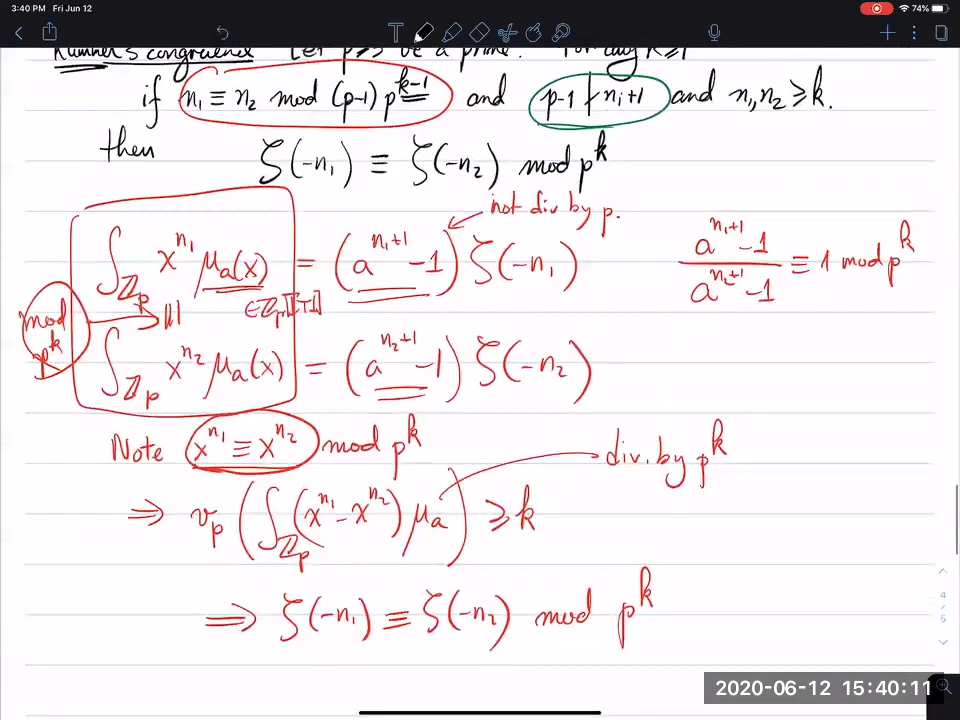 3:40 PM Fri Jun 12
74%
T
Kummer's congruence Let p>3 be a prime. For any k≥1
if n₁ ≡ n₂ mod (p-1) p^{k-1} and p-1 ∤ n_i+1 and n₁, n₂ ≥ k.
then ζ(-n₁) ≡ ζ(-n₂) mod p^k
not div by p.
∫_{ℤ_p} x^{n₁} μ_a(x) = (a^{n₁+1} -1) ζ(-n₁)
(a^{n₁+1} -1)/(a^{n₂+1} -1) ≡ 1 mod p^k
mod p^k
∈ ℤ_p[[T]]
∫_{ℤ_p} x^{n₂} μ_a(x) = (a^{n₂+1} -1) ζ(-n₂)
Note x^{n₁} ≡ x^{n₂} mod p^k
div. by p^k
⇒ v_p (∫_{ℤ_p} (x^{n₁} - x^{n₂}) μ_a) ≥ k
⇒ ζ(-n₁) ≡ ζ(-n₂) mod p^k
4/5
2020-06-12 15:40:11